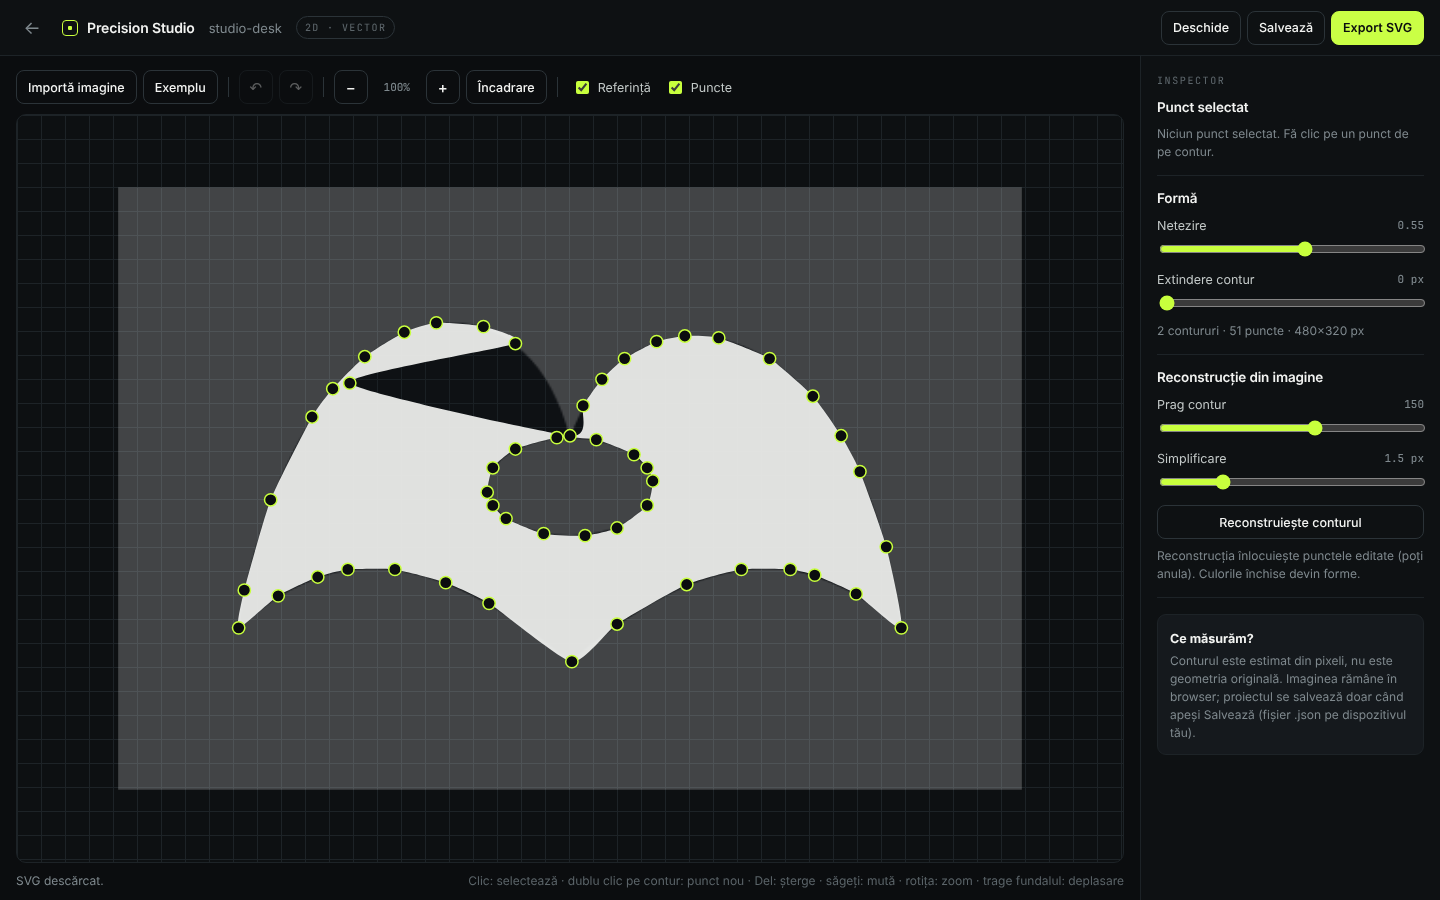 ← Precision Studio studio-desk 2D · VECTOR Deschide Salvează Export SVG
Importă imagine Exemplu ↶ ↷ − 100% + Încadrare Referință Puncte
INSPECTOR
Punct selectat
Niciun punct selectat. Fă clic pe un punct de
pe contur.
Formă
Netezire 0.55
Extindere contur 0 px
2 contururi · 51 puncte · 480×320 px
Reconstrucție din imagine
Prag contur 150
Simplificare 1.5 px
Reconstruiește conturul
Reconstrucția înlocuiește punctele editate (poți
anula). Culorile închise devin forme.
Ce măsurăm?
Conturul este estimat din pixeli, nu este
geometria originală. Imaginea rămâne în
browser; proiectul se salvează doar când
apeși Salvează (fișier .json pe dispozitivul
tău).
SVG descărcat. Clic: selectează · dublu clic pe contur: punct nou · Del: șterge · săgeți: mută · rotița: zoom · trage fundalul: deplasare